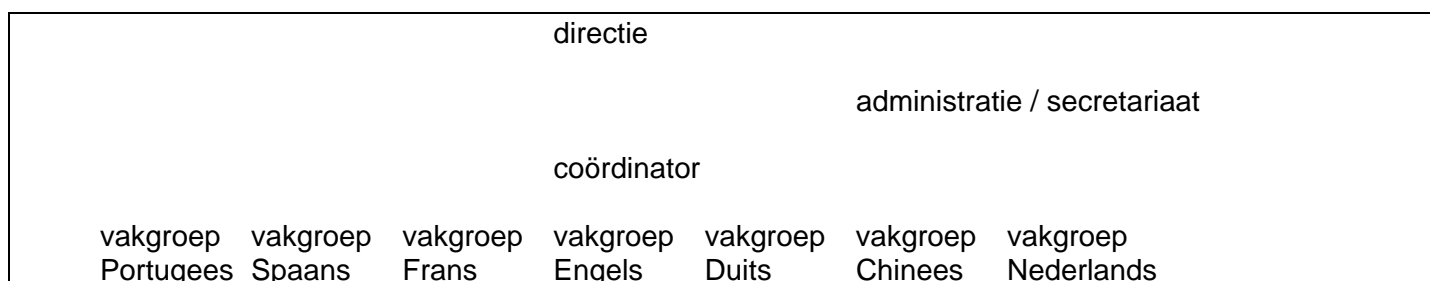 directie
administratie / secretariaat
coördinator
vakgroep vakgroep vakgroep vakgroep vakgroep vakgroep vakgroep
Portugees Spaans Frans Engels Duits Chinees Nederlands